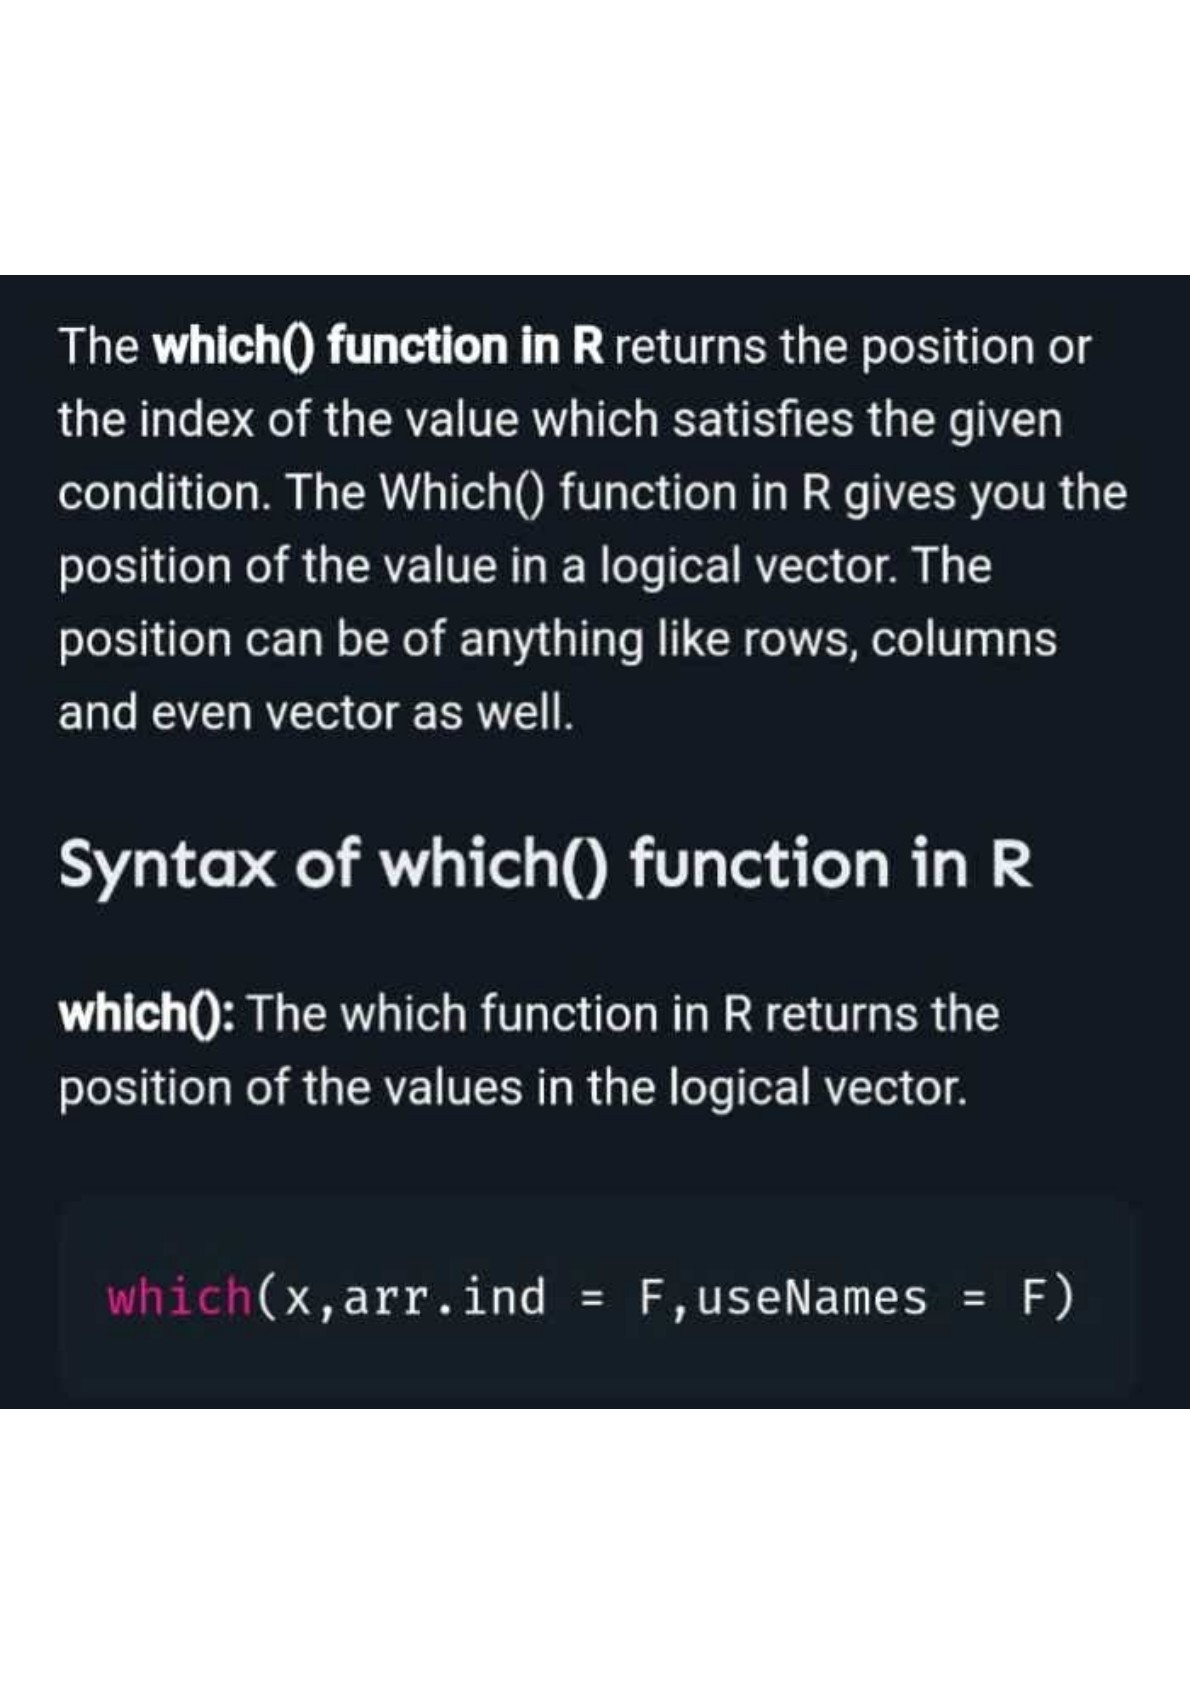 The which() function in R returns the position or
the index of the value which satisfies the given
condition. The Which() function in R gives you the
position of the value in a logical vector. The
position can be of anything like rows, columns
and even vector as well.
Syntax of which() function in R
which(): The which function in R returns the
position of the values in the logical vector.
which(x,arr.ind = F,useNames = F)